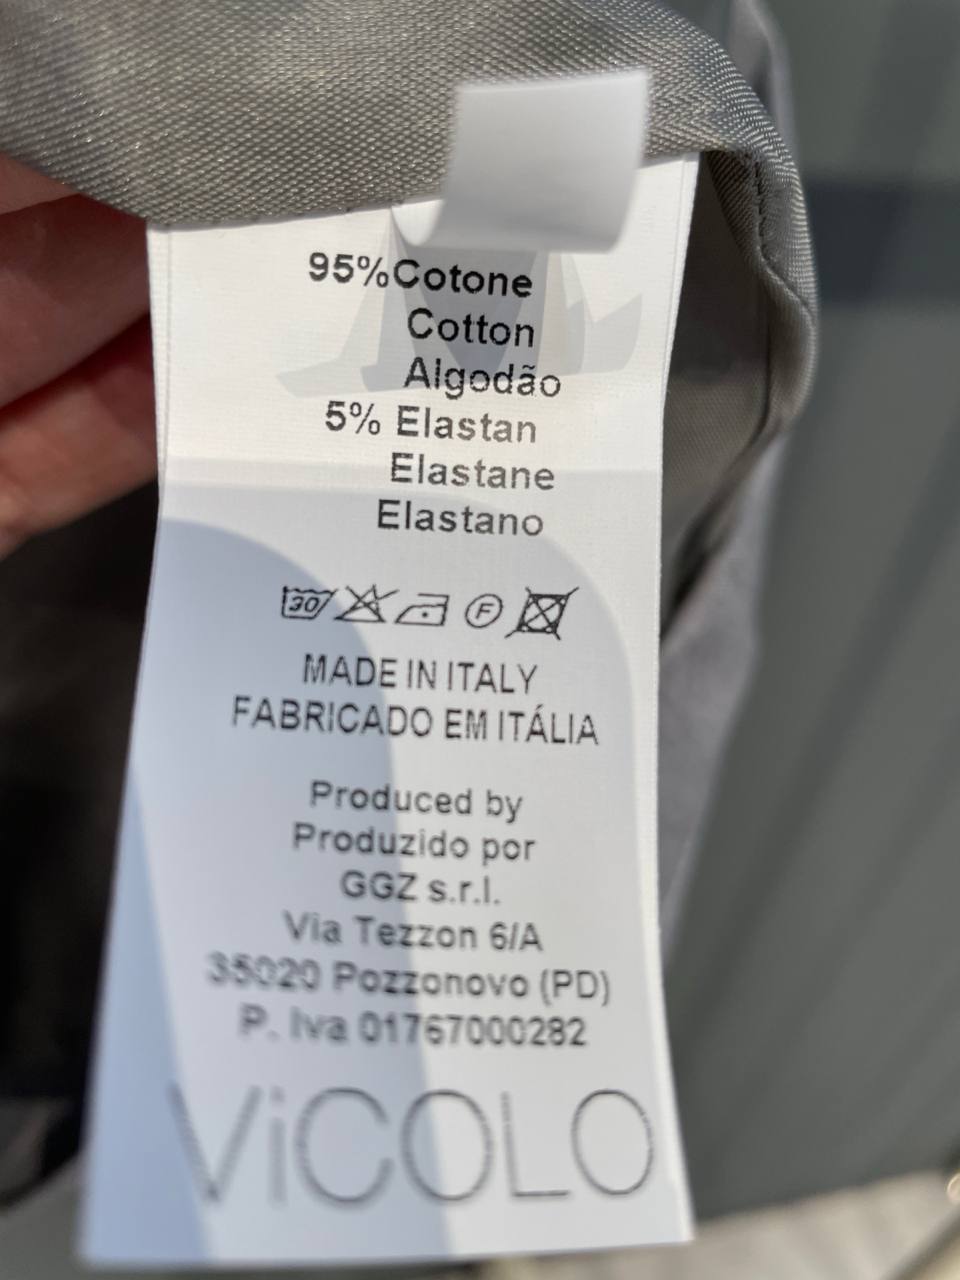 95%Cotone
Cotton
Algodão
5% Elastan
Elastane
Elastano
30 F
MADE IN ITALY
FABRICADO EM ITÁLIA
Produced by
Produzido por
GGZ s.r.l.
Via Tezzon 6/A
35020 Pozzonovo (PD)
P. Iva 01767000282
ViCOLO